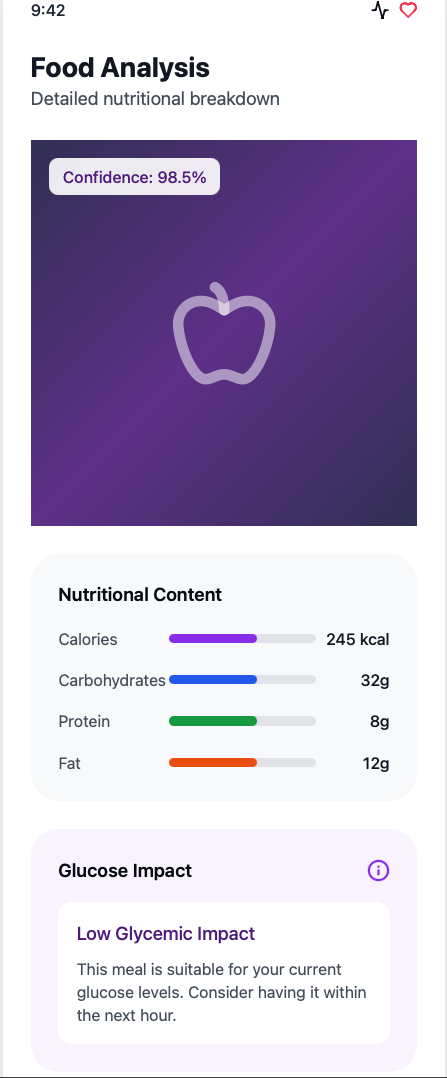 9:42
Food Analysis
Detailed nutritional breakdown
Confidence: 98.5%
Nutritional Content
Calories 245 kcal
Carbohydrates 32g
Protein 8g
Fat 12g
Glucose Impact
Low Glycemic Impact
This meal is suitable for your current
glucose levels. Consider having it within
the next hour.